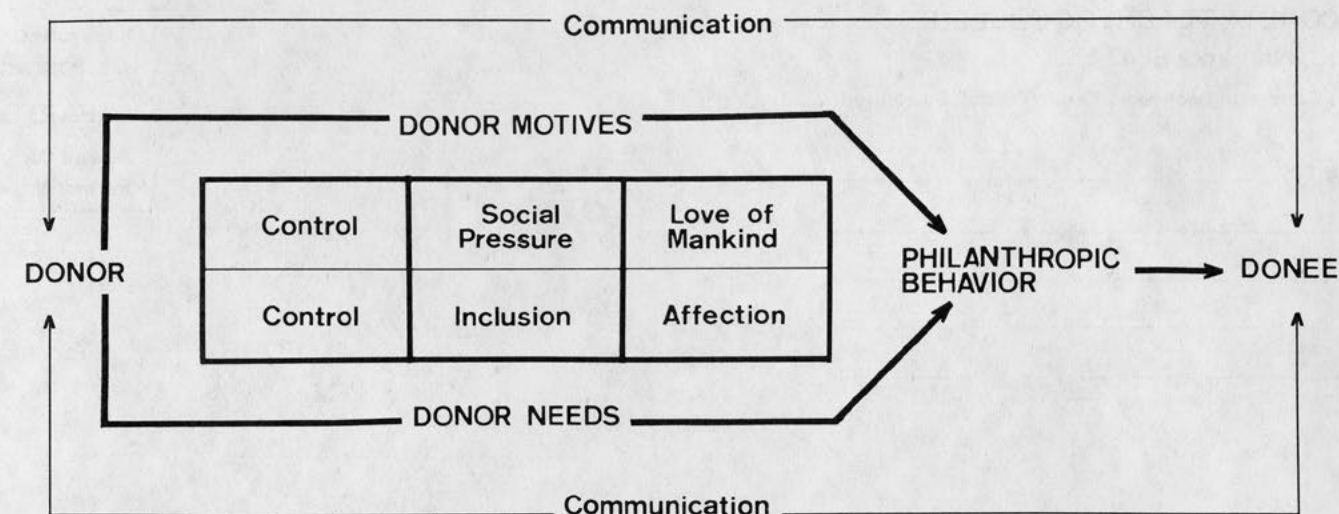 Communication
DONOR MOTIVES
Control
Social
Pressure
Love of
Mankind
DONOR
PHILANTHROPIC
BEHAVIOR
DONEE
Control
Inclusion
Affection
DONOR NEEDS
Communication